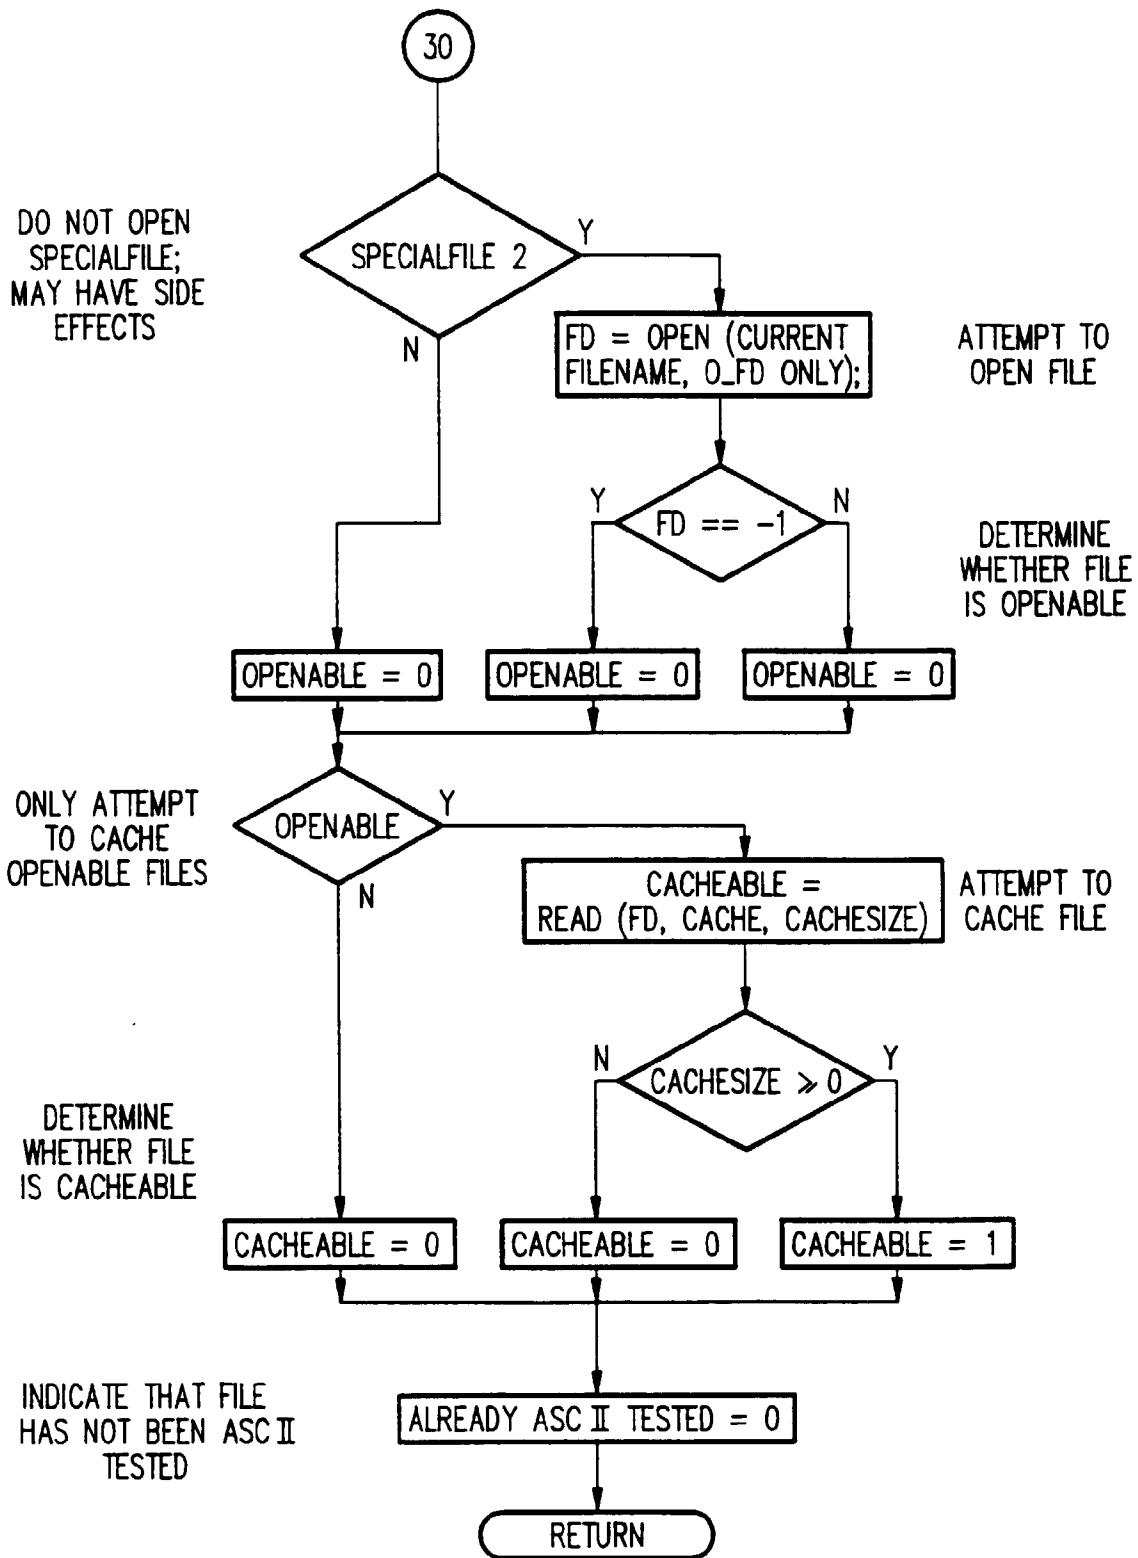 30
DO NOT OPEN
SPECIALFILE;
MAY HAVE SIDE
EFFECTS
SPECIALFILE 2
Y
N
FD = OPEN (CURRENT
FILENAME, O_FD ONLY);
ATTEMPT TO
OPEN FILE
Y
FD == -1
N
DETERMINE
WHETHER FILE
IS OPENABLE
OPENABLE = 0
OPENABLE = 0
OPENABLE = 0
ONLY ATTEMPT
TO CACHE
OPENABLE FILES
OPENABLE
Y
N
CACHEABLE =
READ (FD, CACHE, CACHESIZE)
ATTEMPT TO
CACHE FILE
N
CACHESIZE ⩾ 0
Y
DETERMINE
WHETHER FILE
IS CACHEABLE
CACHEABLE = 0
CACHEABLE = 0
CACHEABLE = 1
INDICATE THAT FILE
HAS NOT BEEN ASC II
TESTED
ALREADY ASC II TESTED = 0
RETURN